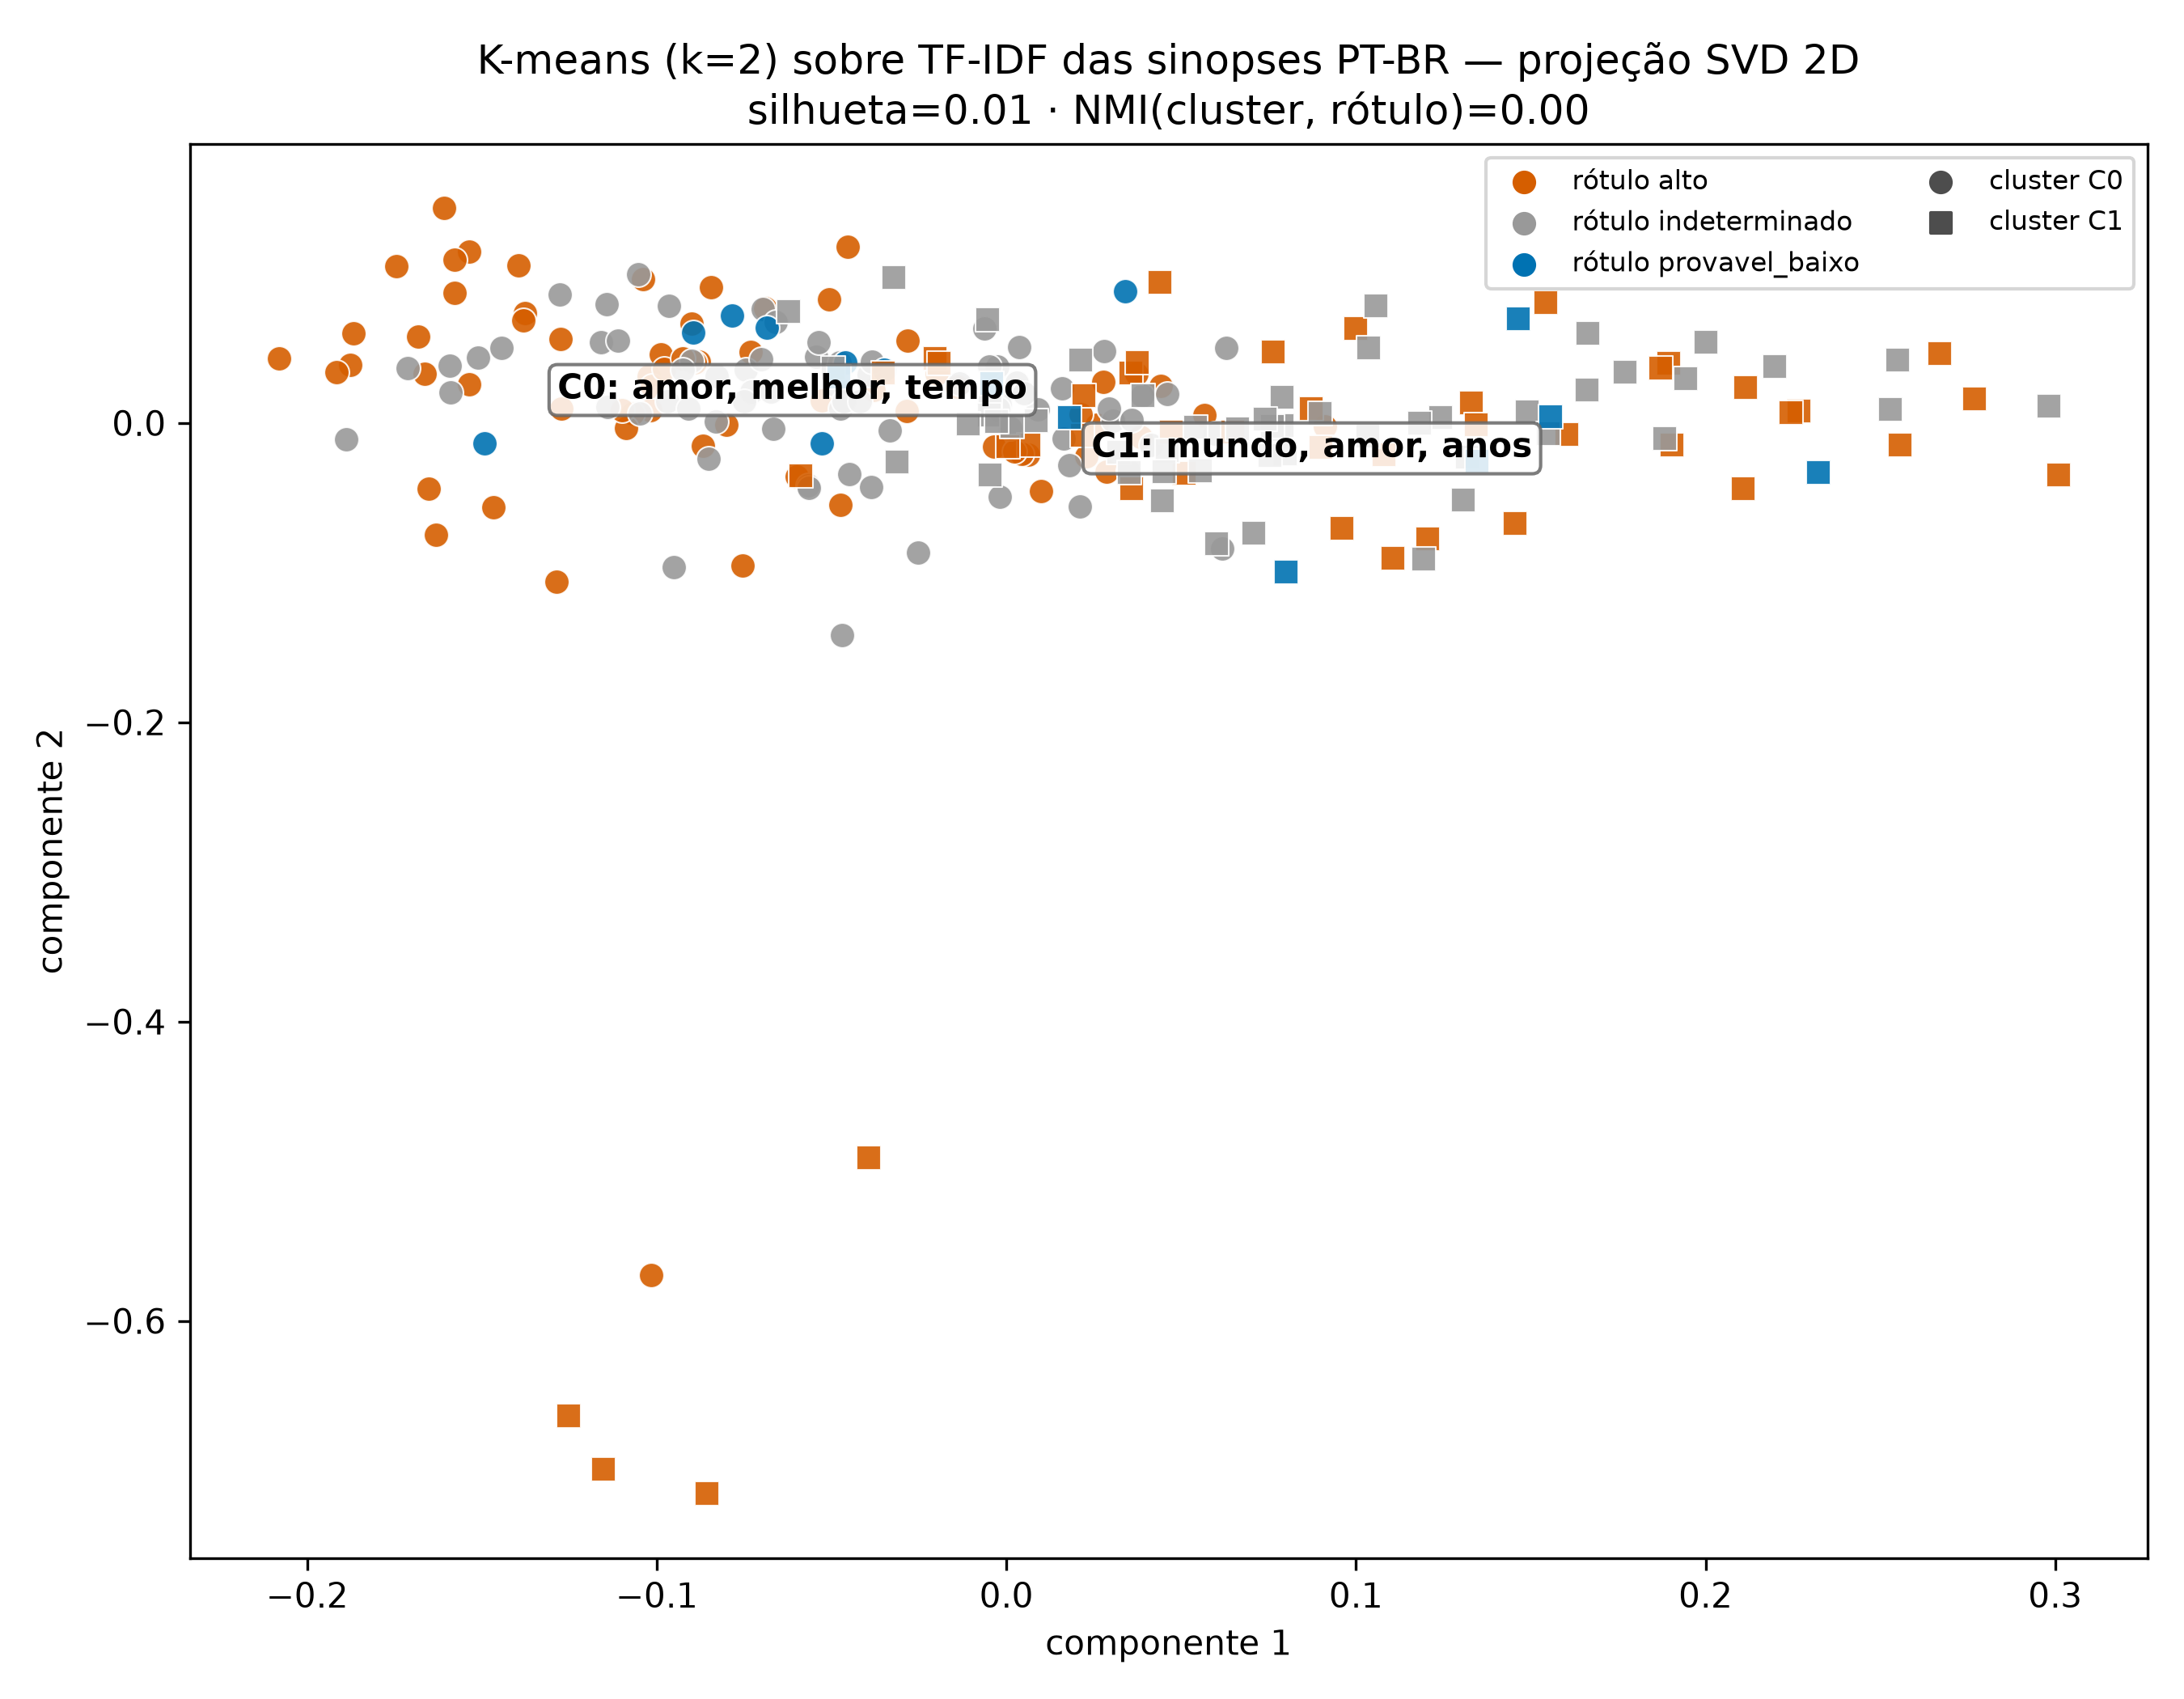 K-means (k=2) sobre TF-IDF das sinopses PT-BR — projeção SVD 2D
silhueta=0.01 · NMI(cluster, rótulo)=0.00
rótulo alto
rótulo indeterminado
rótulo provavel_baixo
cluster C0
cluster C1
C0: amor, melhor, tempo
C1: mundo, amor, anos
componente 2
0.0
−0.2
−0.4
−0.6
−0.2
−0.1
0.0
0.1
0.2
0.3
componente 1